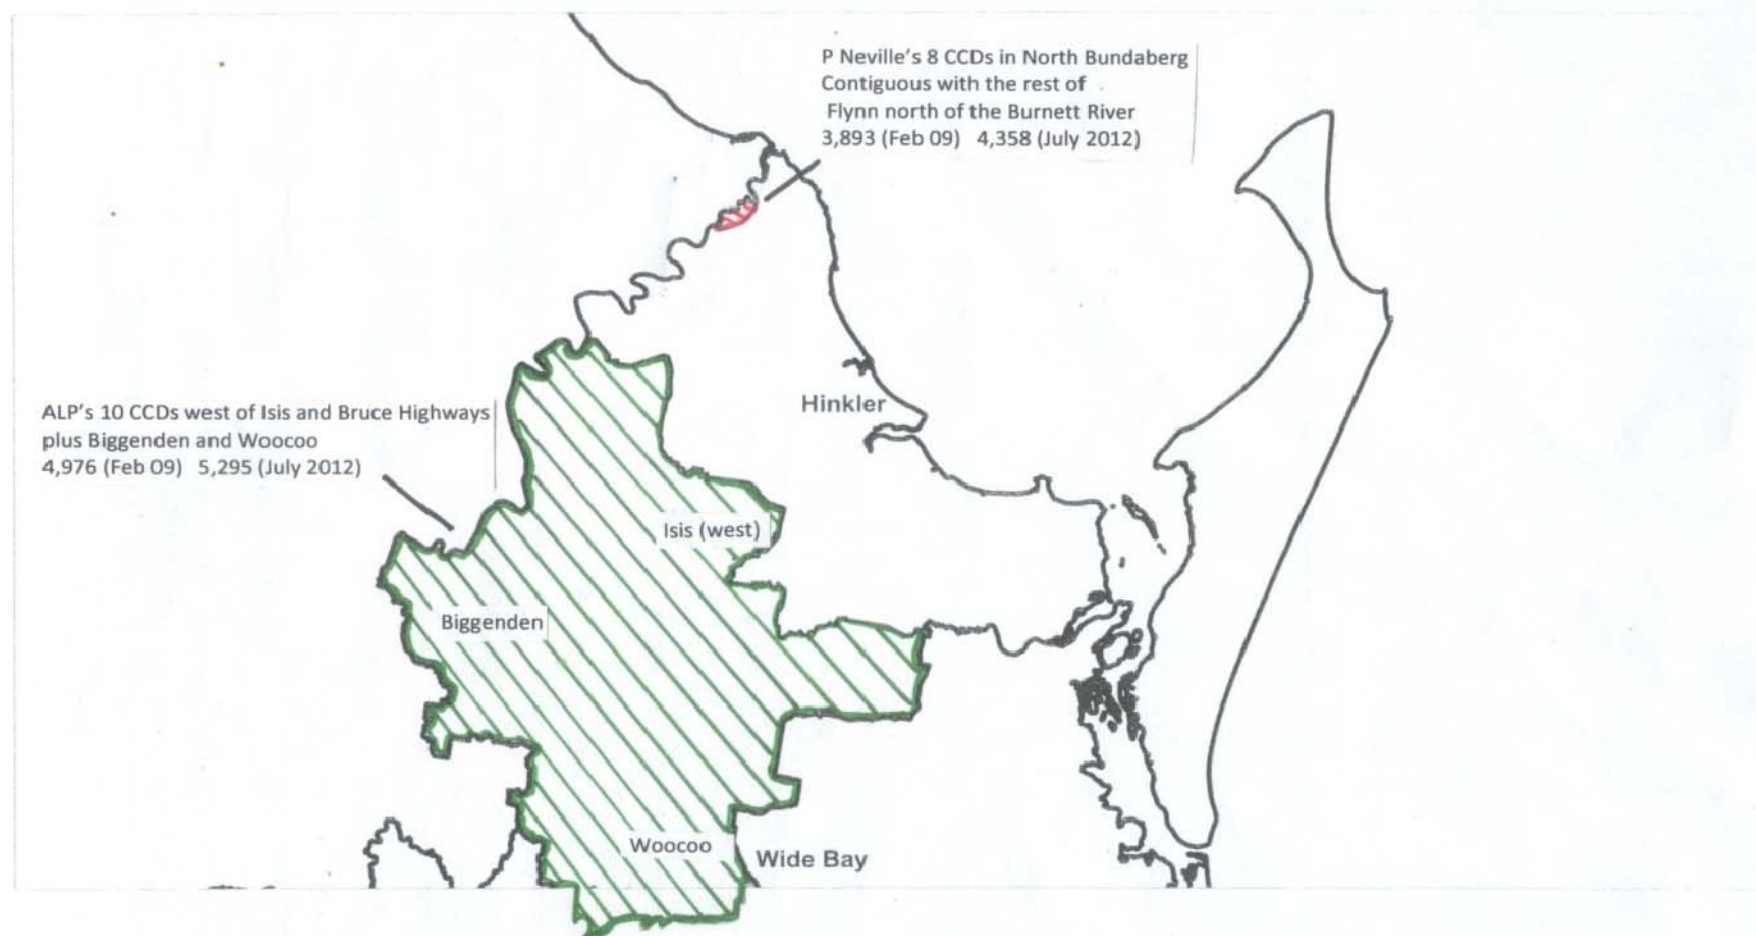 P Neville's 8 CCDs in North Bundaberg
Contiguous with the rest of
Flynn north of the Burnett River
3,893 (Feb 09) 4,358 (July 2012)
Hinkler
ALP's 10 CCDs west of Isis and Bruce Highways
plus Biggenden and Woocoo
4,976 (Feb 09) 5,295 (July 2012)
Isis (west)
Biggenden
Woocoo
Wide Bay